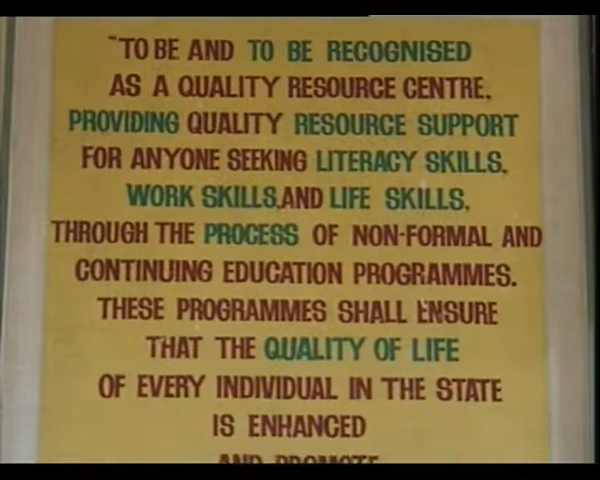 "TO BE AND TO BE RECOGNISED
AS A QUALITY RESOURCE CENTRE.
PROVIDING QUALITY RESOURCE SUPPORT
FOR ANYONE SEEKING LITERACY SKILLS,
WORK SKILLS,AND LIFE SKILLS,
THROUGH THE PROCESS OF NON-FORMAL AND
CONTINUING EDUCATION PROGRAMMES.
THESE PROGRAMMES SHALL ENSURE
THAT THE QUALITY OF LIFE
OF EVERY INDIVIDUAL IN THE STATE
IS ENHANCED
AND PROMOTE